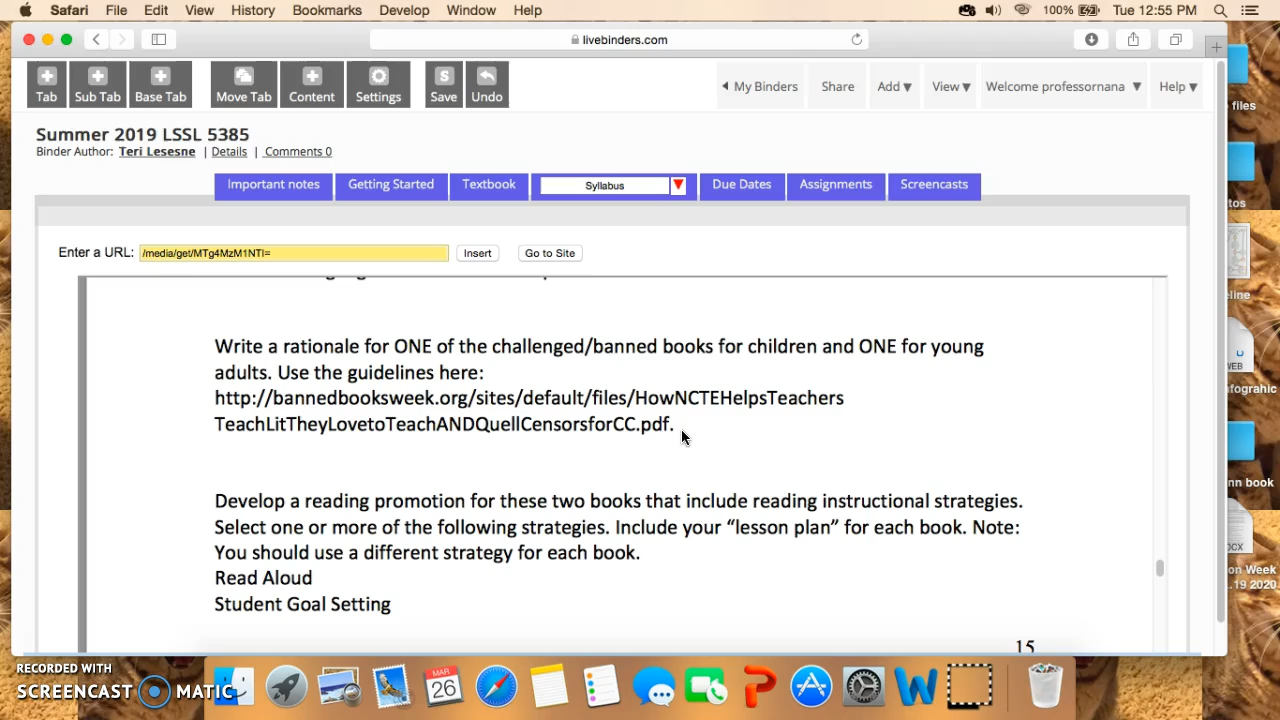 Safari File Edit View History Bookmarks Develop Window Help 100% Tue 12:55 PM
livebinders.com
Tab Sub Tab Base Tab Move Tab Content Settings Save Undo My Binders Share Add View Welcome professornana Help
files
Summer 2019 LSSL 5385
Binder Author: Teri Lesesne | Details | Comments 0
Important notes Getting Started Textbook Syllabus Due Dates Assignments Screencasts
tos
Enter a URL: /media/get/MTg4MzM1NTI= Insert Go to Site
eline
Write a rationale for ONE of the challenged/banned books for children and ONE for young
adults. Use the guidelines here:
WEB
http://bannedbooksweek.org/sites/default/files/HowNCTEHelpsTeachers
nfograhic
TeachLitTheyLovetoTeachANDQuellCensorsforCC.pdf.
nn book
Develop a reading promotion for these two books that include reading instructional strategies.
Select one or more of the following strategies. Include your “lesson plan” for each book. Note:
You should use a different strategy for each book.
OCX
Read Aloud
on Week
.19 2020
Student Goal Setting
15
RECORDED WITH
SCREENCAST MATIC
MAR
26